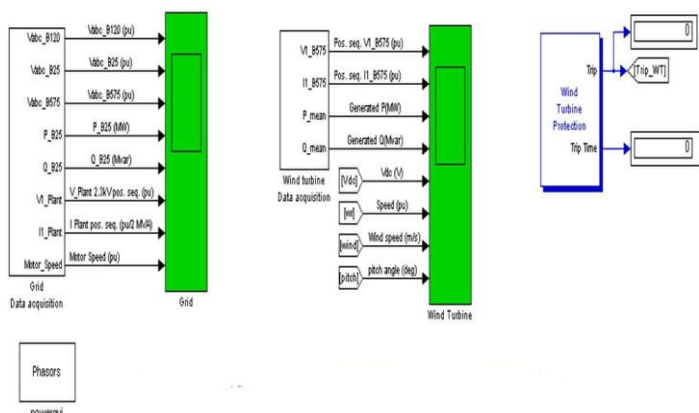 Vabc_B120
Vabc_B120 (pu)
Vabc_B25
Vabc_B25 (pu)
Vabc_B575
Vabc_B575 (pu)
P_B25
P_B25 (MW)
Q_B25
Q_B25 (Mvar)
V1_Plant
V_Plant 2.3kV pos. seq. (pu)
I1_Plant
I Plant pos. seq. (pu/2 MVA)
Motor_Speed
Motor Speed (pu)
Grid
Data acquisition
Grid
V1_B575
Pos. seq. V1_B575 (pu)
I1_B575
Pos. seq. I1_B575 (pu)
P_mean
Generated P(MW)
Q_mean
Generated Q(Mvar)
Wind turbine
Data acquisition
[Vdc]
Vdc (V)
[wr]
Speed (pu)
[wind]
Wind speed (m/s)
[pitch]
pitch angle (deg)
Wind Turbine
Wind
Turbine
Protection
Trip
Trip Time
0
[Trip_WT]
0
Phasors
powergui